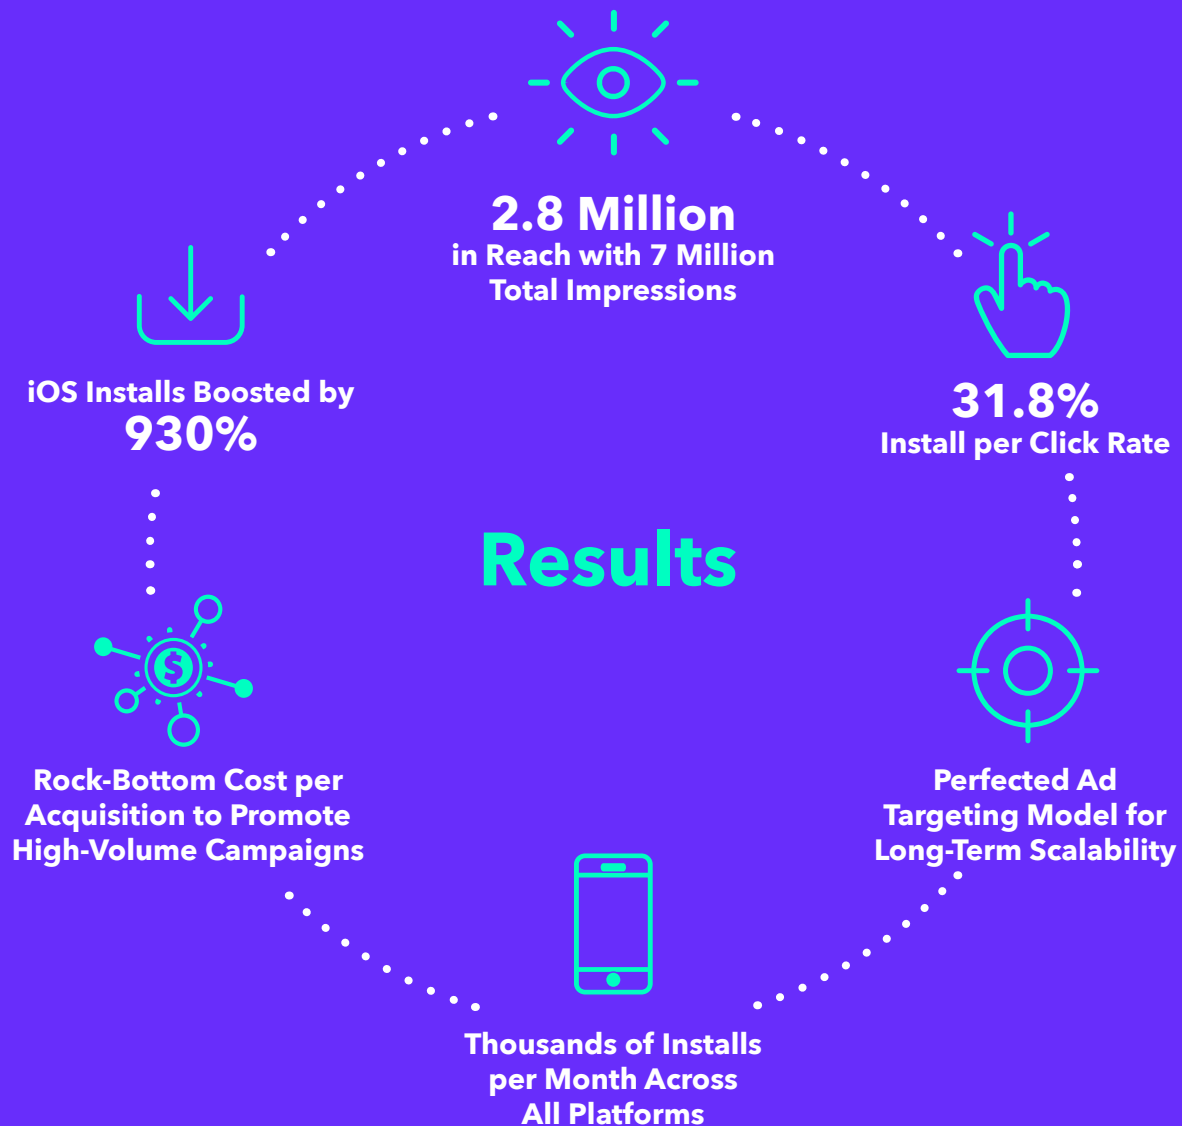 2.8 Million
in Reach with 7 Million
Total Impressions
31.8%
Install per Click Rate
Perfected Ad
Targeting Model for
Long-Term Scalability
Thousands of Installs
per Month Across
All Platforms
$
Rock-Bottom Cost per
Acquisition to Promote
High-Volume Campaigns
iOS Installs Boosted by
930%
Results